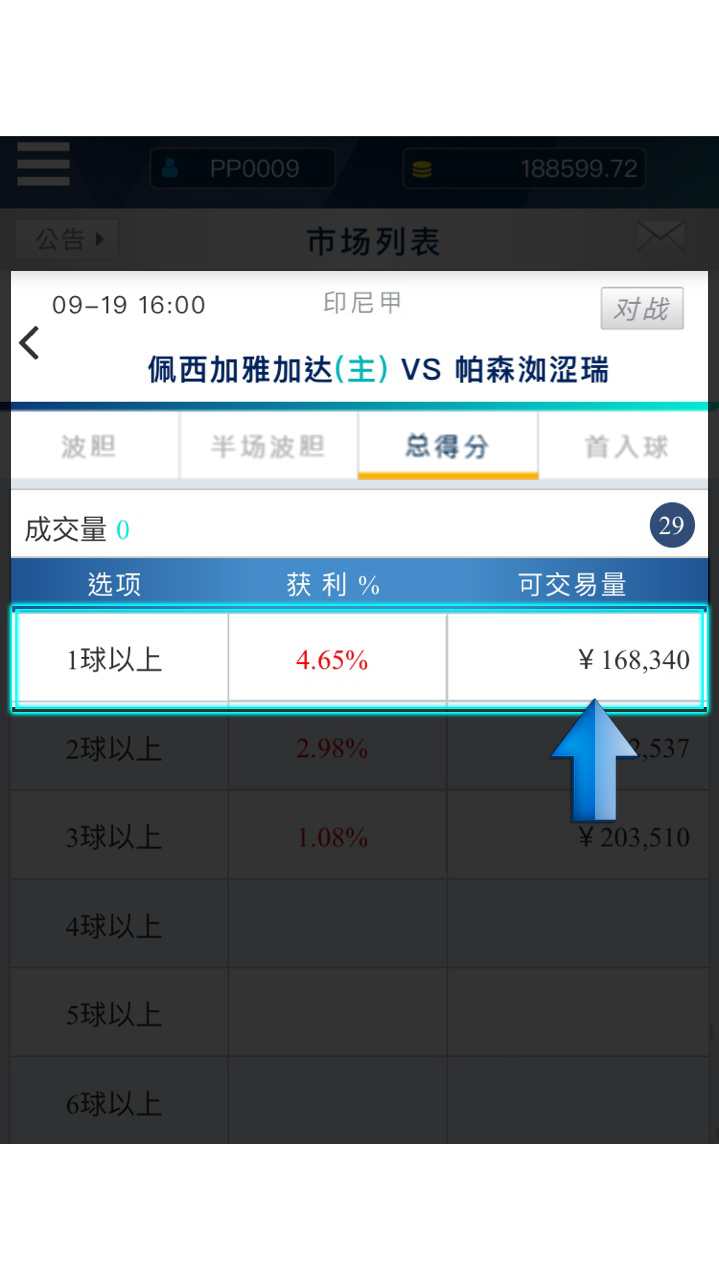 PP0009 188599.72
公告 市场列表
09-19 16:00 印尼甲 对战
佩西加雅加达(主) VS 帕森洳涩瑞
波胆 半场波胆 总得分 首入球
成交量 0 29
选项 获利% 可交易量
1球以上 4.65% ¥168,340
2球以上 2.98% 2,537
3球以上 1.08% ¥203,510
4球以上
5球以上
6球以上